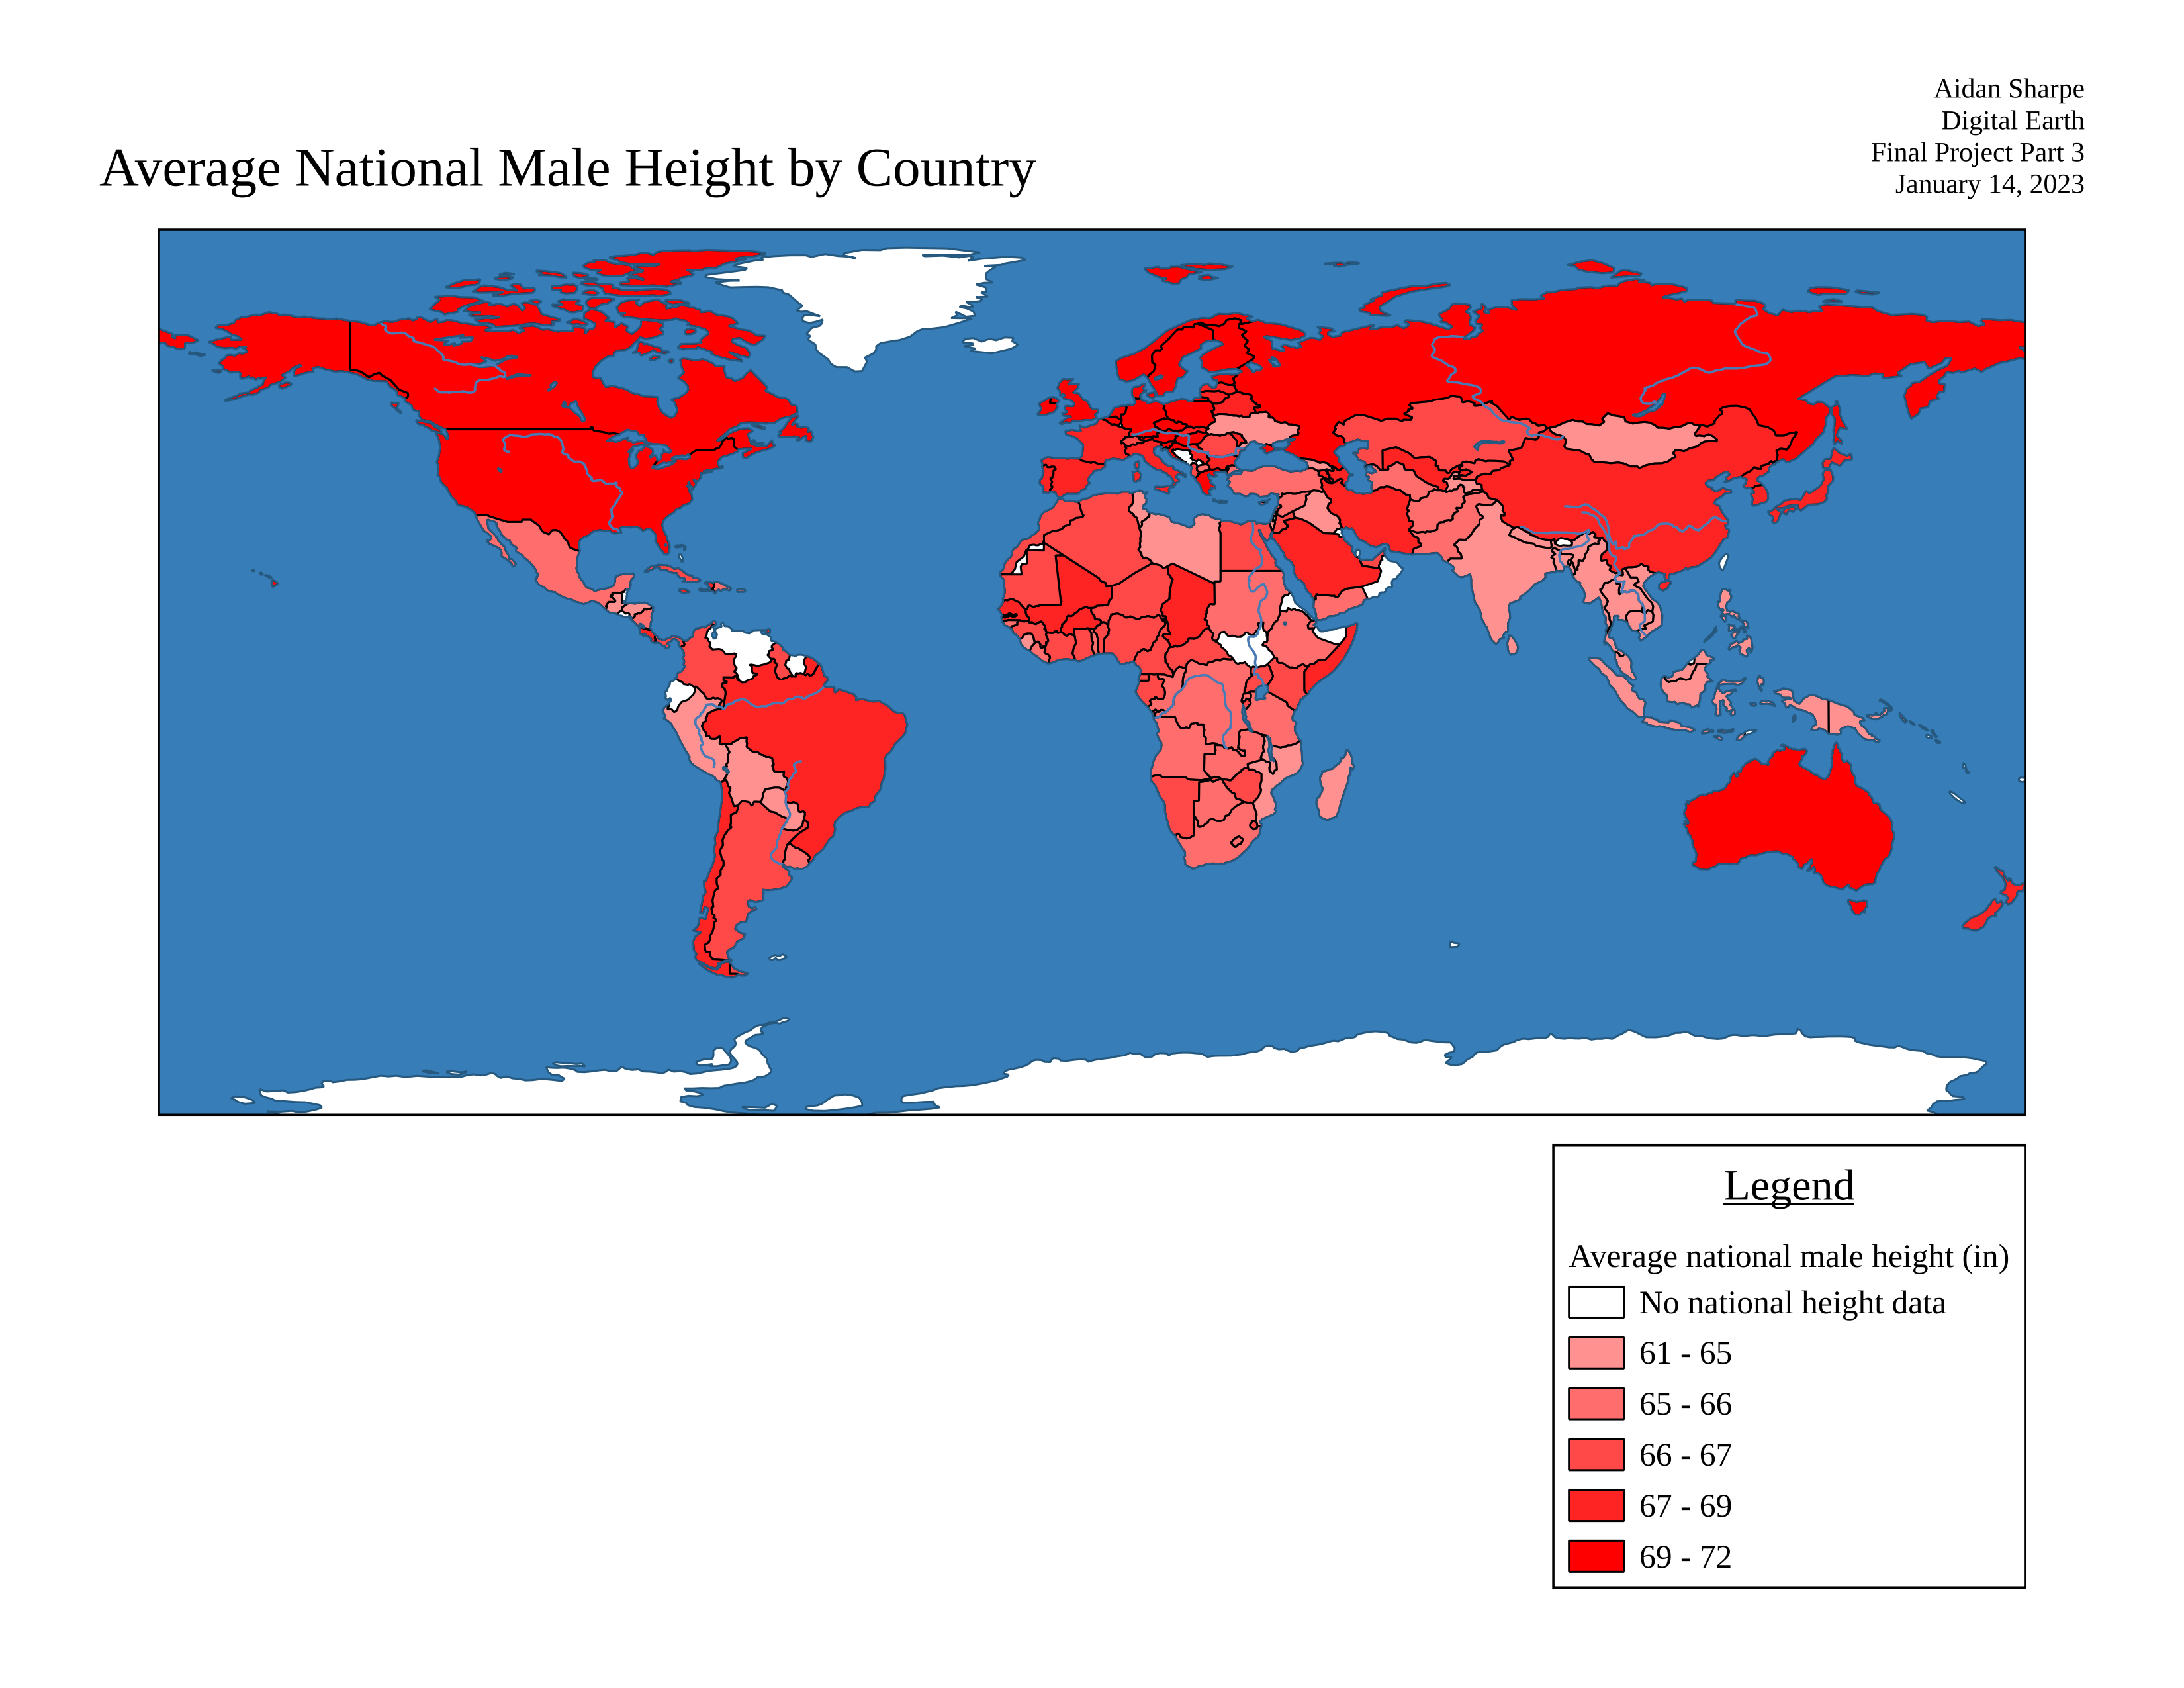 Aidan Sharpe
Digital Earth
Final Project Part 3
January 14, 2023
Average National Male Height by Country
Legend
Average national male height (in)
No national height data
61 - 65
65 - 66
66 - 67
67 - 69
69 - 72